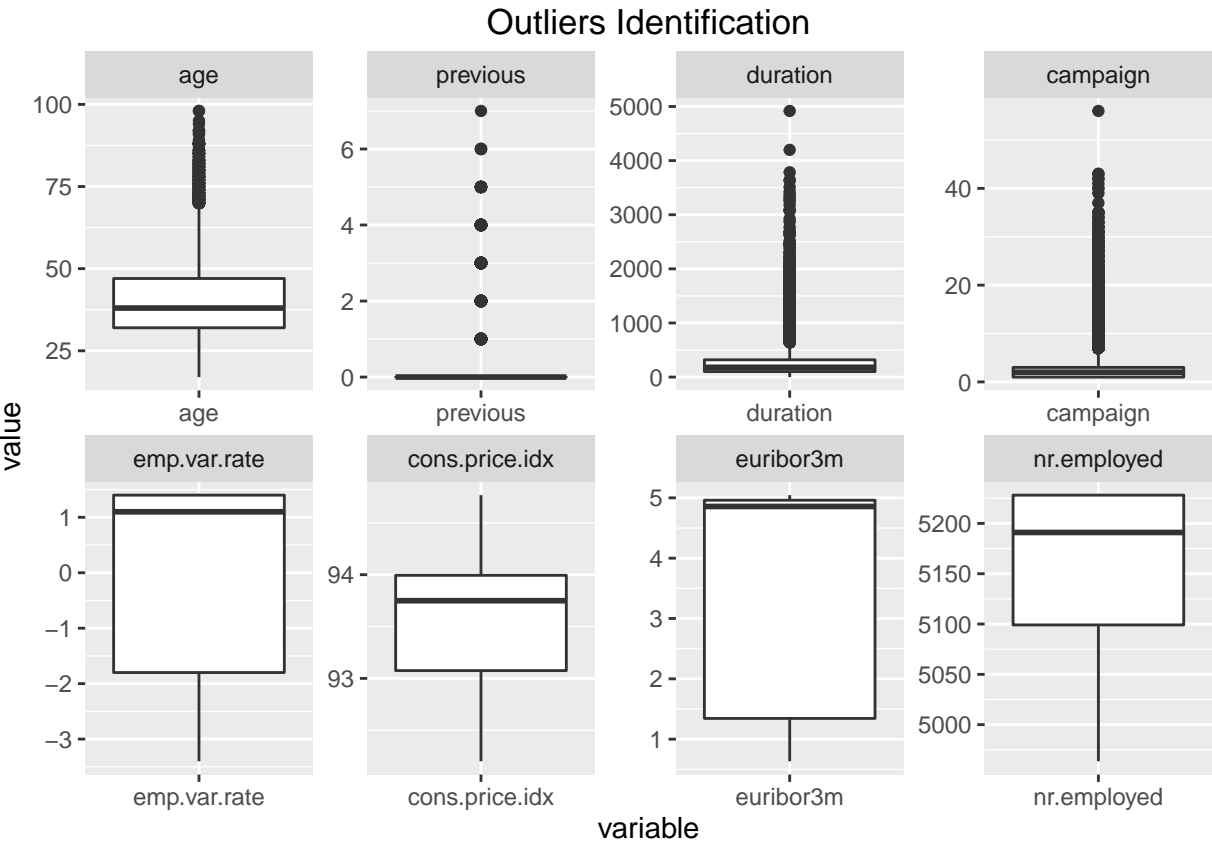 Outliers Identification
age
previous
duration
campaign
100
75
50
25
6
4
2
0
5000
4000
3000
2000
1000
0
40
20
0
age
previous
duration
campaign
value
emp.var.rate
cons.price.idx
euribor3m
nr.employed
1
0
−1
−2
−3
94
93
5
4
3
2
1
5200
5150
5100
5050
5000
emp.var.rate
cons.price.idx
euribor3m
nr.employed
variable